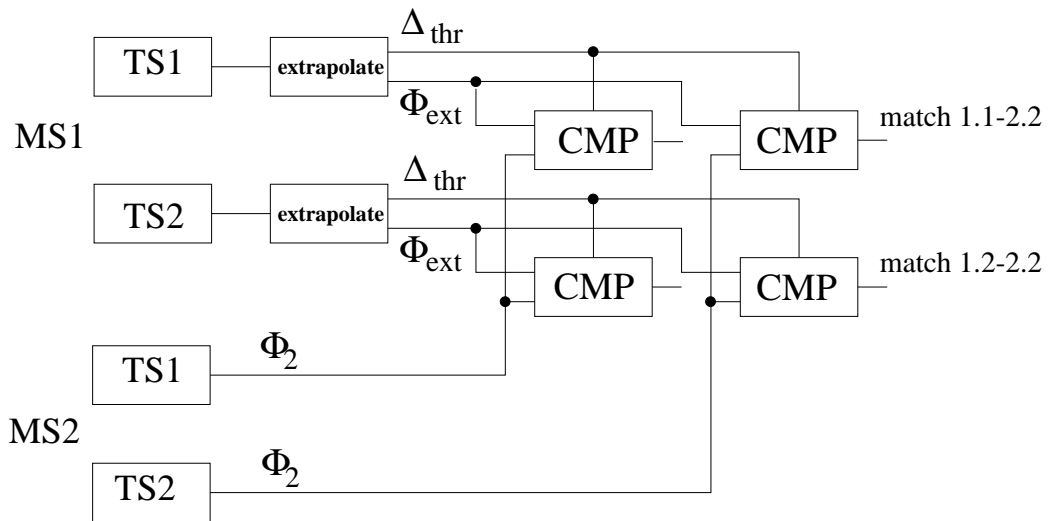 Δthr
TS1
extrapolate
Φext
match 1.1-2.2
MS1
CMP
CMP
Δthr
TS2
extrapolate
Φext
match 1.2-2.2
CMP
CMP
TS1
Φ2
MS2
TS2
Φ2